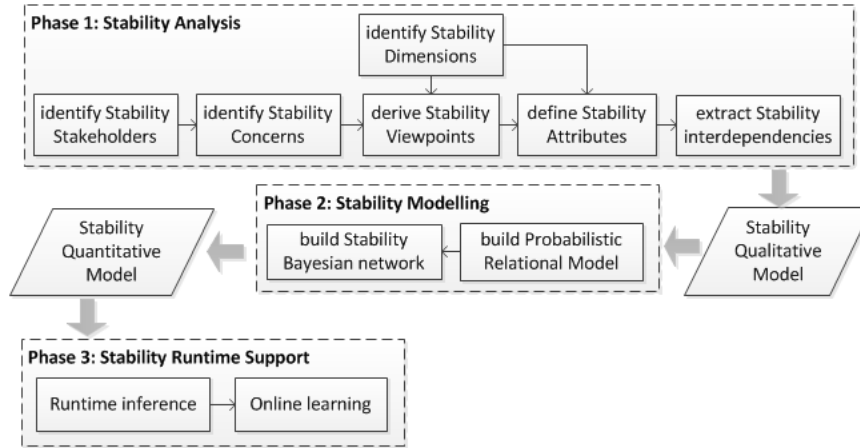 Phase 1: Stability Analysis
identify Stability
Dimensions
identify Stability
Stakeholders
identify Stability
Concerns
derive Stability
Viewpoints
define Stability
Attributes
extract Stability
interdependencies
Phase 2: Stability Modelling
Stability
Quantitative
Model
build Stability
Bayesian network
build Probabilistic
Relational Model
Stability
Qualitative
Model
Phase 3: Stability Runtime Support
Runtime inference
Online learning